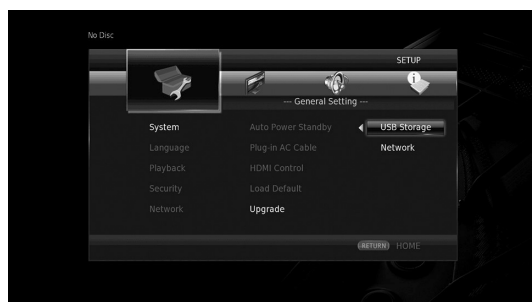 No Disc
SETUP
--- General Setting ---
System
Auto Power Standby
USB Storage
Language
Plug-in AC Cable
Network
Playback
HDMI Control
Security
Load Default
Network
Upgrade
RETURN HOME